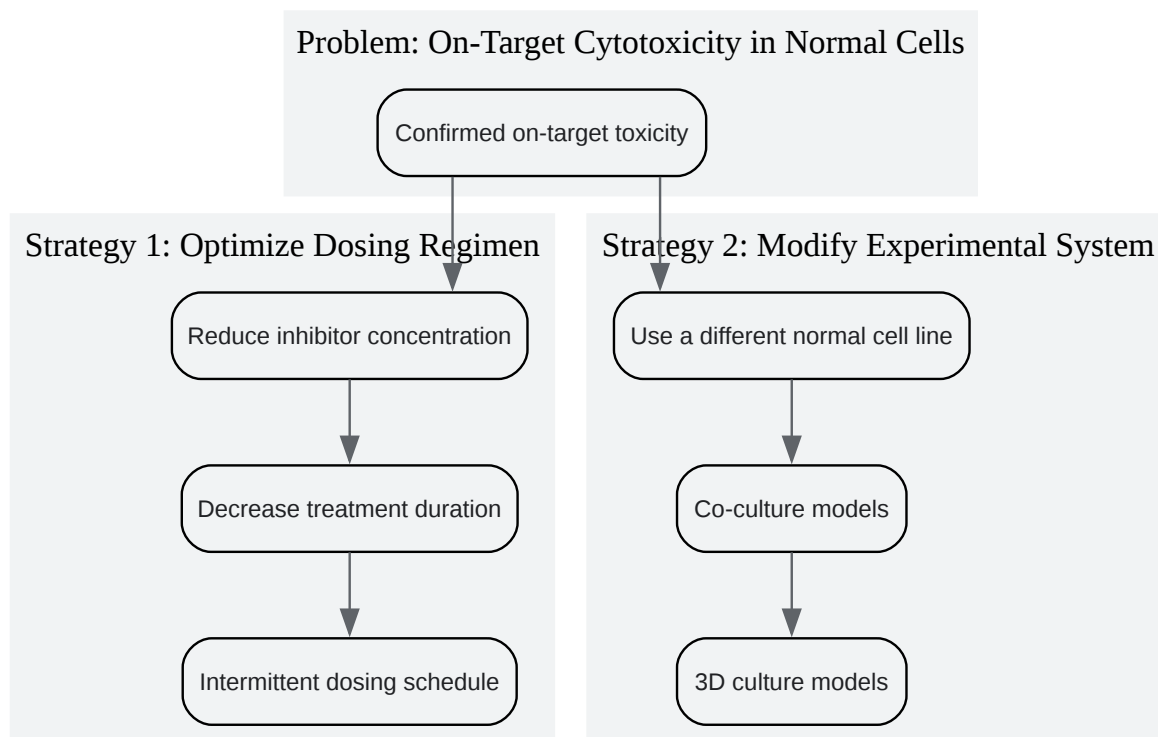 Problem: On-Target Cytotoxicity in Normal Cells
Confirmed on-target toxicity
Strategy 1: Optimize Dosing Regimen
Reduce inhibitor concentration
Decrease treatment duration
Intermittent dosing schedule
Strategy 2: Modify Experimental System
Use a different normal cell line
Co-culture models
3D culture models